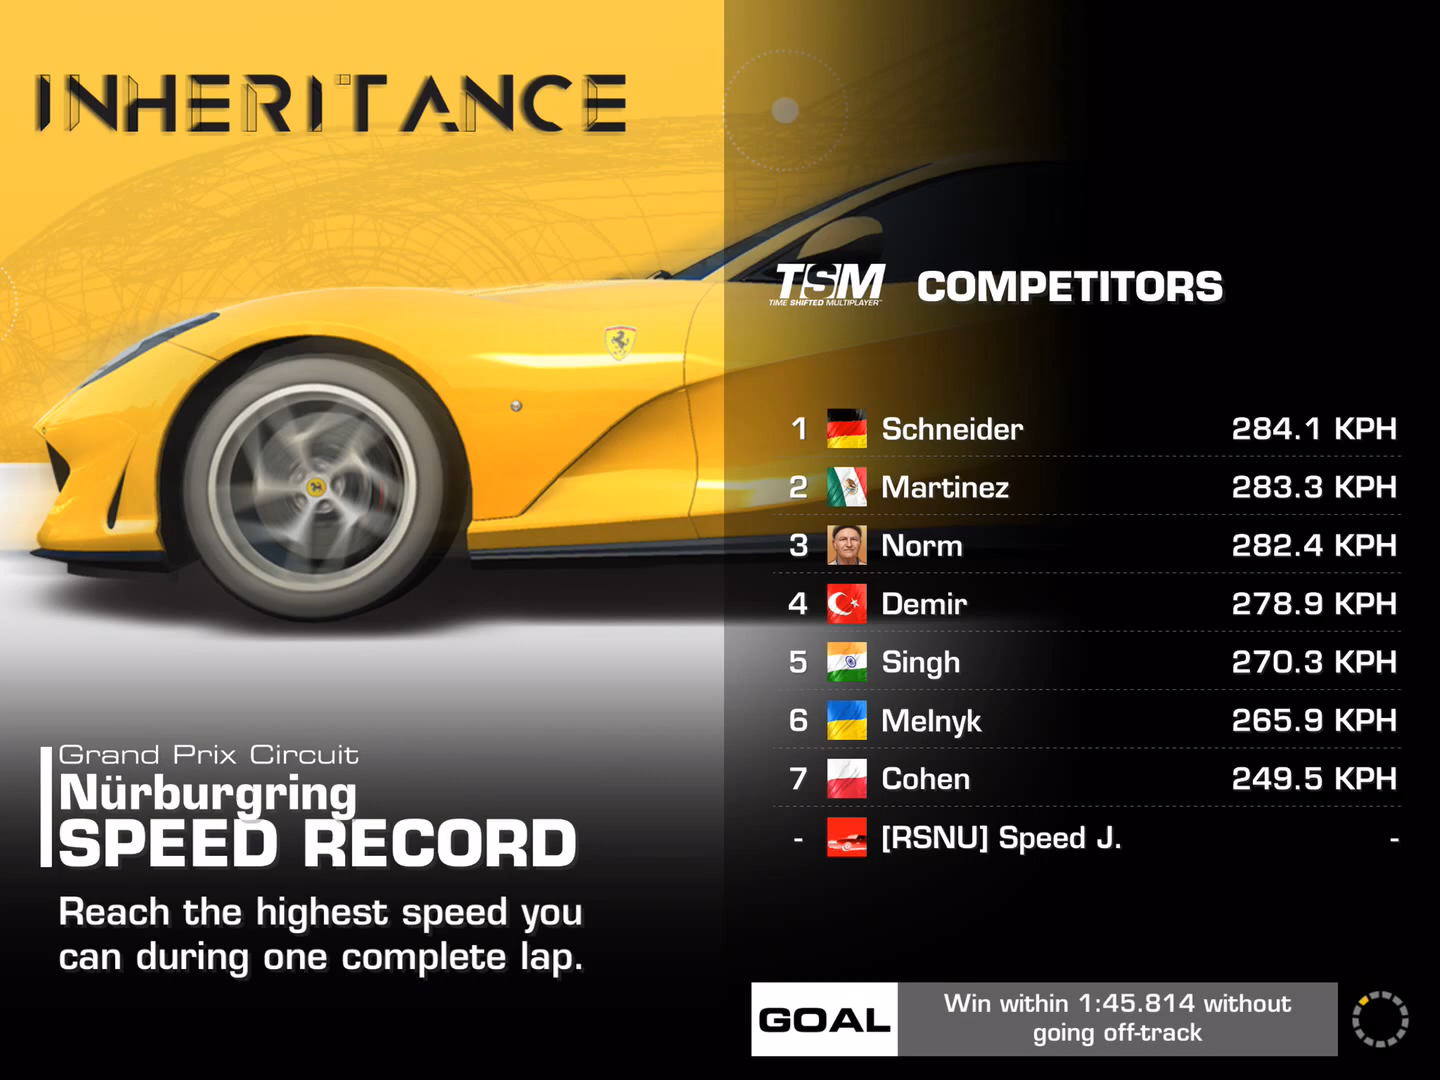 INHERITANCE
TSM
TIME SHIFTED MULTIPLAYER™
COMPETITORS
1 Schneider 284.1 KPH
2 Martinez 283.3 KPH
3 Norm 282.4 KPH
4 Demir 278.9 KPH
5 Singh 270.3 KPH
6 Melnyk 265.9 KPH
7 Cohen 249.5 KPH
- [RSNU] Speed J. -
Grand Prix Circuit
Nürburgring
SPEED RECORD
Reach the highest speed you
can during one complete lap.
GOAL
Win within 1:45.814 without
going off-track